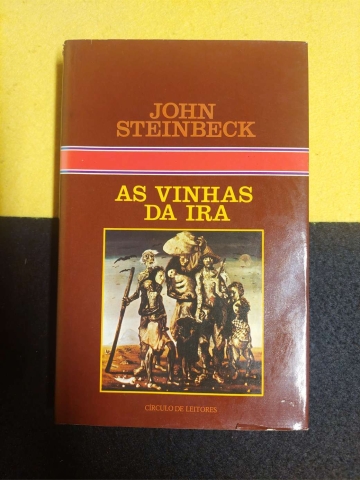 JOHN
STEINBECK
AS VINHAS
DA IRA
CÍRCULO DE LEITORES